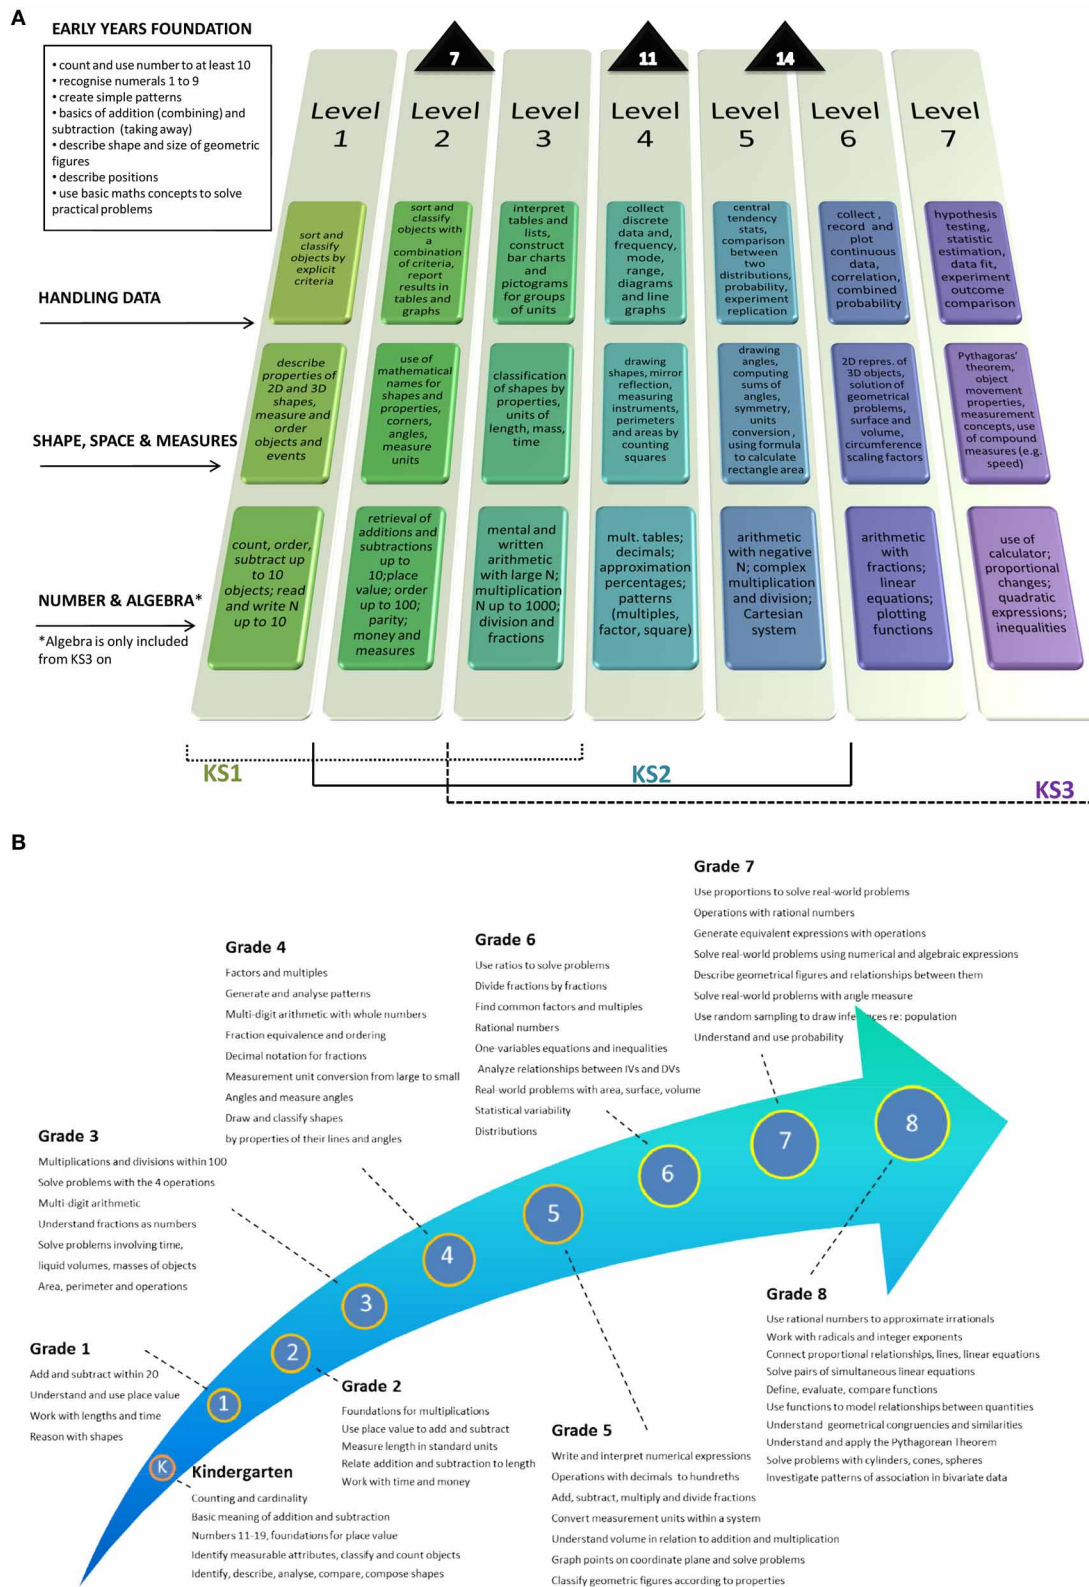 A
EARLY YEARS FOUNDATION
• count and use number to at least 10
• recognise numerals 1 to 9
• create simple patterns
• basics of addition (combining) and
subtraction (taking away)
• describe shape and size of geometric
figures
• describe positions
• use basic maths concepts to solve
practical problems
7
11
14
Level
1
Level
2
Level
3
Level
4
Level
5
Level
6
Level
7
HANDLING DATA
sort and
classify
objects by
explicit
criteria
sort and
classify
objects with
a
combination
of criteria,
report
results in
tables and
graphs
interpret
tables and
lists,
construct
bar charts
and
pictograms
for groups
of units
collect
discrete
data and,
frequency,
mode,
range,
diagrams
and line
graphs
central
tendency
stats,
comparison
between
two
distributions,
probability,
experiment
replication
collect ,
record and
plot
continuous
data,
correlation,
combined
probability
hypothesis
testing,
statistic
estimation,
data fit,
experiment
outcome
comparison
SHAPE, SPACE & MEASURES
describe
properties of
2D and 3D
shapes,
measure and
order
objects and
events
use of
mathematical
names for
shapes and
properties,
corners,
angles,
measure
units
classification
of shapes by
properties,
units of
length, mass,
time
drawing
shapes, mirror
reflection,
measuring
instruments,
perimeters
and areas by
counting
squares
drawing
angles,
computing
sums of
angles,
symmetry,
units
conversion ,
using formula
to calculate
rectangle area
2D repres. of
3D objects,
solution of
geometrical
problems,
surface and
volume,
circumference
scaling factors
Pythagoras'
theorem,
object
movement
properties,
measurement
concepts, use
of compound
measures (e.g.
speed)
NUMBER & ALGEBRA*
*Algebra is only included
from KS3 on
count, order,
subtract up
to 10
objects; read
and write N
up to 10
retrieval of
additions and
subtractions
up to
10;place
value; order
up to 100;
parity;
money and
measures
mental and
written
arithmetic
with large N;
multiplication
N up to 1000;
division and
fractions
mult. tables;
decimals;
approximation
percentages;
patterns
(multiples,
factor, square)
arithmetic
with negative
N; complex
multiplication
and division;
Cartesian
system
arithmetic
with
fractions;
linear
equations;
plotting
functions
use of
calculator;
proportional
changes;
quadratic
expressions;
inequalities
KS1
KS2
KS3
B
Grade 7
Use proportions to solve real-world problems
Operations with rational numbers
Generate equivalent expressions with operations
Solve real-world problems using numerical and algebraic expressions
Describe geometrical figures and relationships between them
Solve real-world problems with angle measure
Use random sampling to draw inferences re: population
Understand and use probability
Grade 4
Factors and multiples
Generate and analyse patterns
Multi-digit arithmetic with whole numbers
Fraction equivalence and ordering
Decimal notation for fractions
Measurement unit conversion from large to small
Angles and measure angles
Draw and classify shapes
by properties of their lines and angles
Grade 6
Use ratios to solve problems
Divide fractions by fractions
Find common factors and multiples
Rational numbers
One-variables equations and inequalities
Analyze relationships between IVs and DVs
Real-world problems with area, surface, volume
Statistical variability
Distributions
Grade 3
Multiplications and divisions within 100
Solve problems with the 4 operations
Multi-digit arithmetic
Understand fractions as numbers
Solve problems involving time,
liquid volumes, masses of objects
Area, perimeter and operations
8
7
6
5
4
3
2
1
K
Grade 1
Add and subtract within 20
Understand and use place value
Work with lengths and time
Reason with shapes
Grade 2
Foundations for multiplications
Use place value to add and subtract
Measure length in standard units
Relate addition and subtraction to length
Work with time and money
Kindergarten
Counting and cardinality
Basic meaning of addition and subtraction
Numbers 11-19, foundations for place value
Identify measurable attributes, classify and count objects
Identify, describe, analyse, compare, compose shapes
Grade 5
Write and interpret numerical expressions
Operations with decimals to hundreths
Add, subtract, multiply and divide fractions
Convert measurement units within a system
Understand volume in relation to addition and multiplication
Graph points on coordinate plane and solve problems
Classify geometric figures according to properties
Grade 8
Use rational numbers to approximate irrationals
Work with radicals and integer exponents
Connect proportional relationships, lines, linear equations
Solve pairs of simultaneous linear equations
Define, evaluate, compare functions
Use functions to model relationships between quantities
Understand geometrical congruencies and similarities
Understand and apply the Pythagorean Theorem
Solve problems with cylinders, cones, spheres
Investigate patterns of association in bivariate data